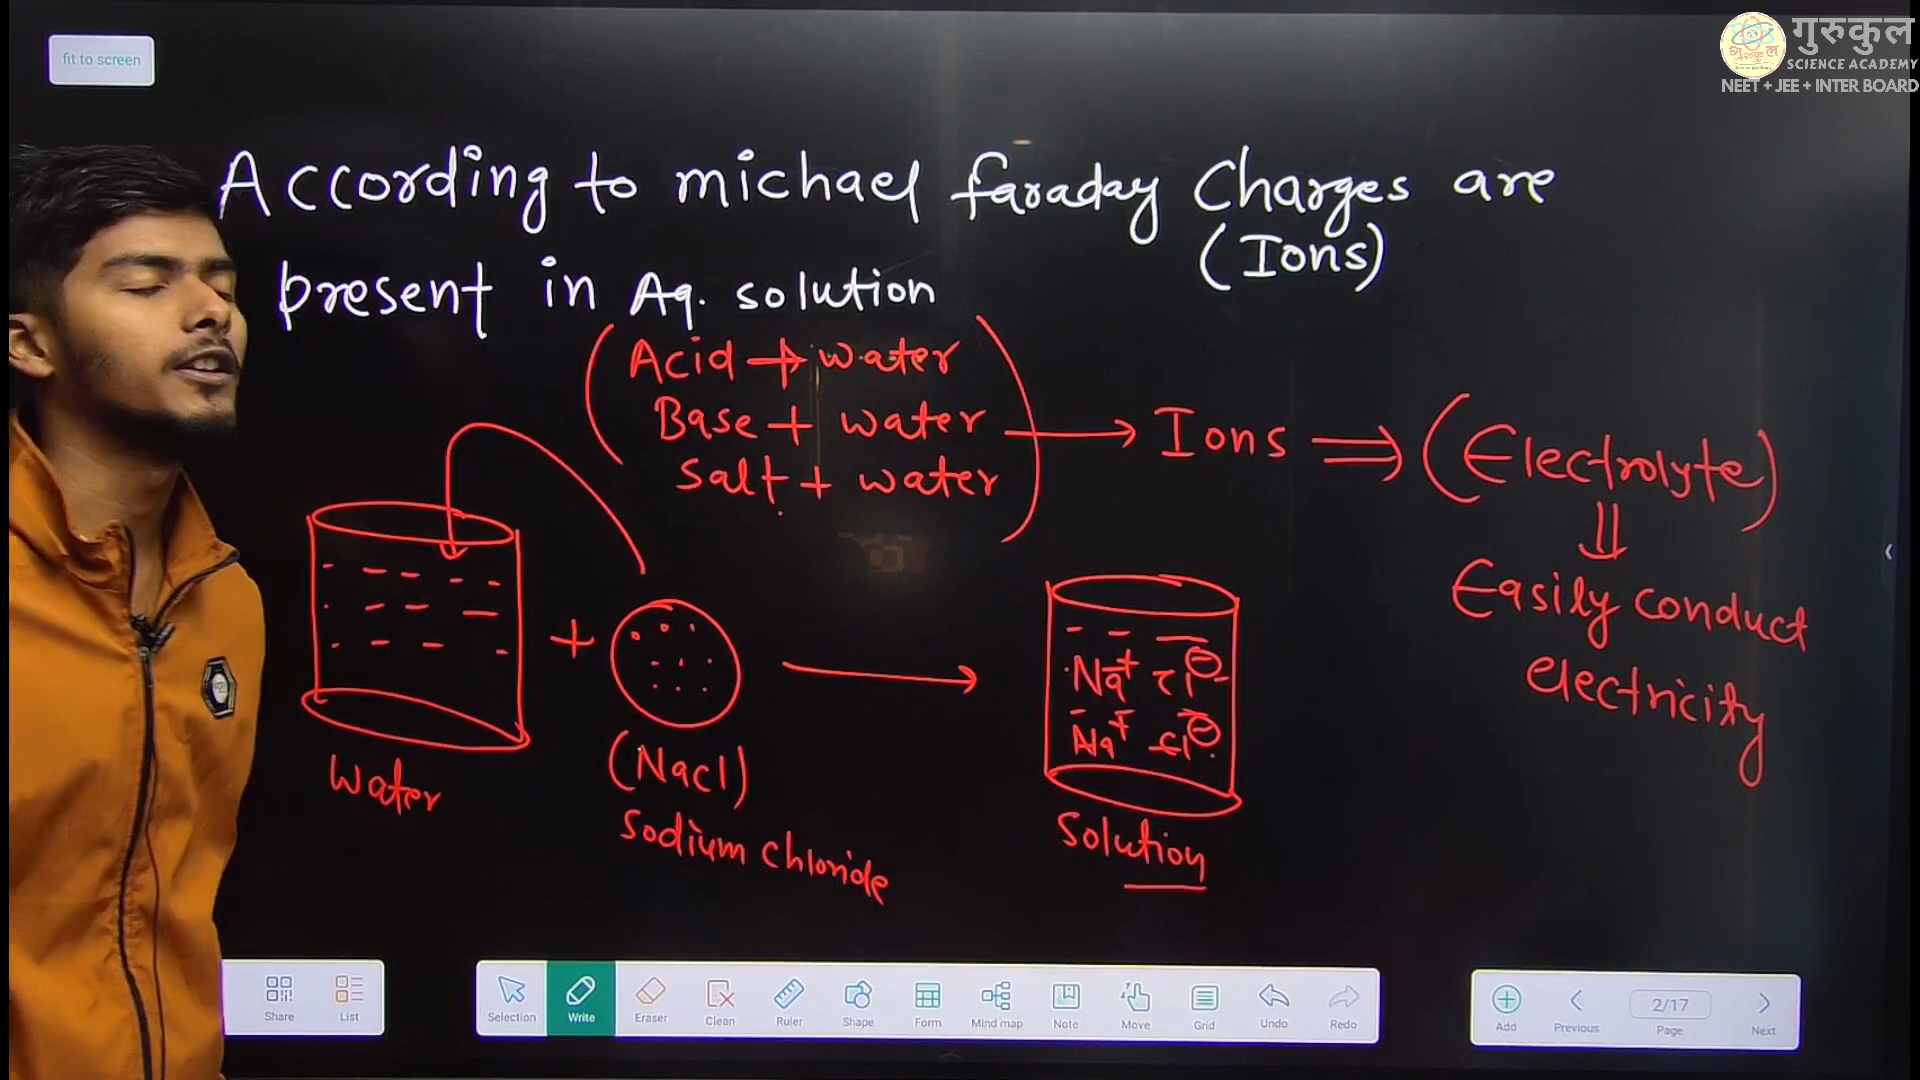 fit to screen
गुरुकुल
SCIENCE ACADEMY
NEET + JEE + INTER BOARD
According to michael faraday Charges are
(Ions)
present in Aq. solution
Acid + water
Base + water
Salt + water
Ions
(Electrolyte)
Easily conduct
electricity
+
Na+ Cl⊖
Na+ Cl⊖
Water
(Nacl)
Sodium chloride
Solution
Share
List
Selection
Write
Eraser
Clean
Ruler
Shape
Form
Mind map
Note
Move
Grid
Undo
Redo
Add
Previous
2/17
Page
Next